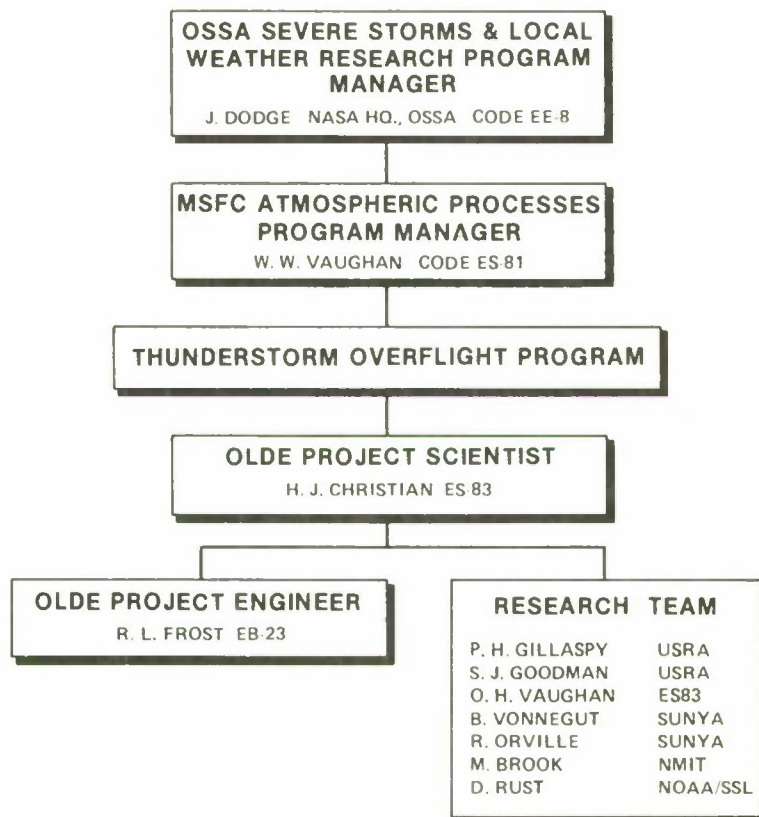 OSSA SEVERE STORMS & LOCAL
WEATHER RESEARCH PROGRAM
MANAGER
J. DODGE NASA HQ., OSSA CODE EE-8
MSFC ATMOSPHERIC PROCESSES
PROGRAM MANAGER
W. W. VAUGHAN CODE ES-81
THUNDERSTORM OVERFLIGHT PROGRAM
OLDE PROJECT SCIENTIST
H. J. CHRISTIAN ES-83
OLDE PROJECT ENGINEER
R. L. FROST EB-23
RESEARCH TEAM
P. H. GILLASPY USRA
S. J. GOODMAN USRA
O. H. VAUGHAN ES83
B. VONNEGUT SUNYA
R. ORVILLE SUNYA
M. BROOK NMIT
D. RUST NOAA/SSL